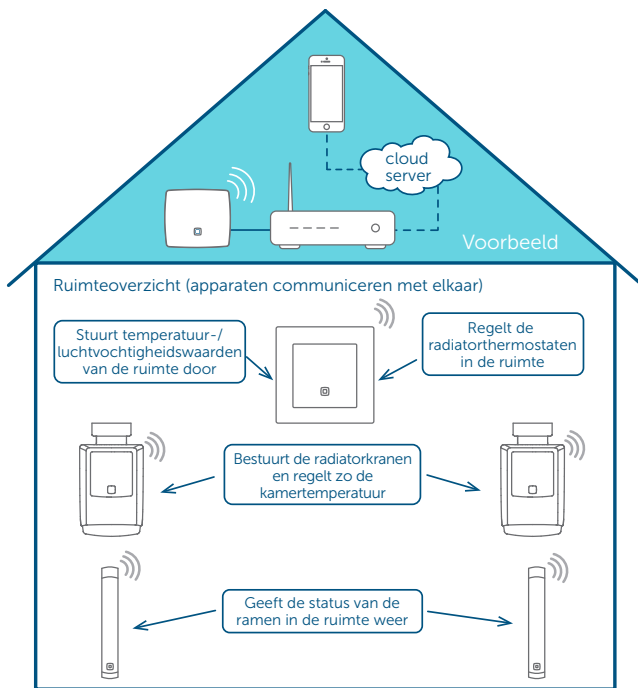 cloud
server
Voorbeeld
Ruimteoverzicht (apparaten communiceren met elkaar)
Stuurt temperatuur-/
luchtvochtigheidswaarden
van de ruimte door
Regelt de
radiatorthermostaten
in de ruimte
Bestuurt de radiatorkranen
en regelt zo de
kamertemperatuur
Geeft de status van de
ramen in de ruimte weer